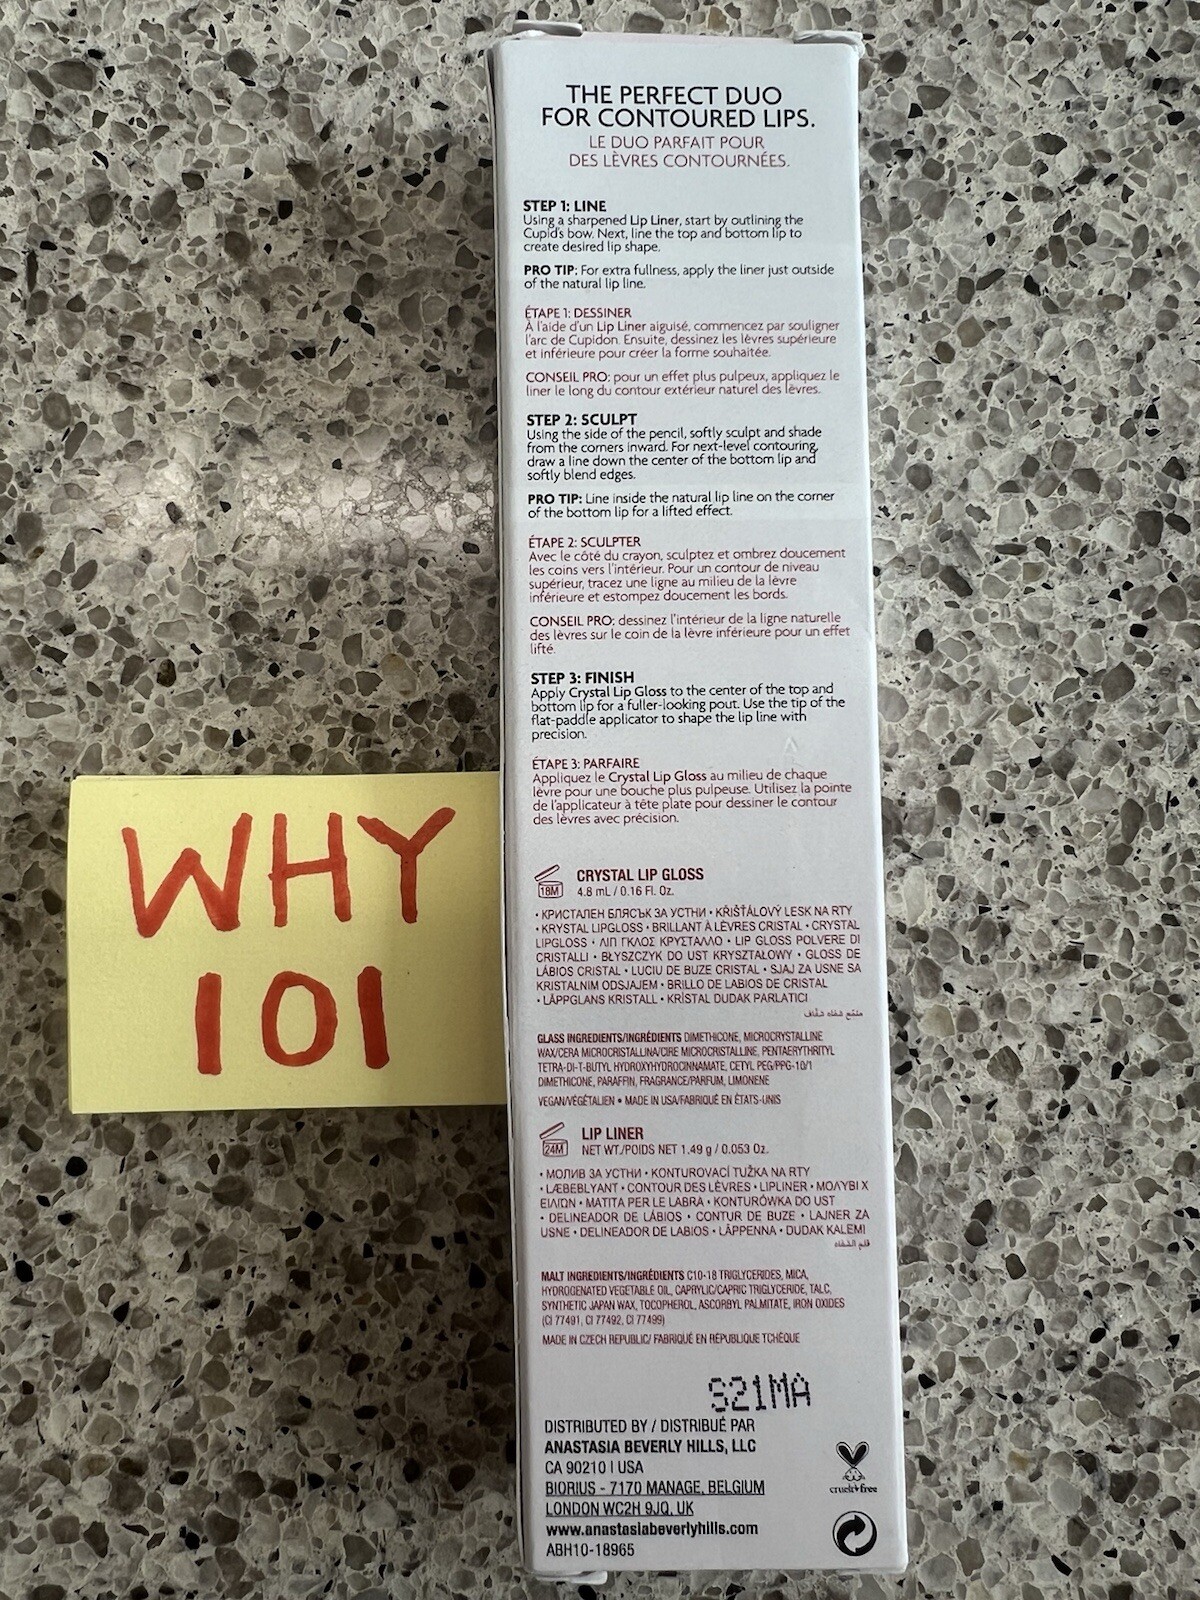 THE PERFECT DUO
FOR CONTOURED LIPS.
LE DUO PARFAIT POUR
DES LÈVRES CONTOURNÉES.
STEP 1: LINE
Using a sharpened Lip Liner, start by outlining the
Cupid's bow. Next, line the top and bottom lip to
create desired lip shape.
PRO TIP: For extra fullness, apply the liner just outside
of the natural lip line.
ÉTAPE 1: DESSINER
À l'aide d'un Lip Liner aiguisé, commencez par souligner
l'arc de Cupidon. Ensuite, dessinez les lèvres supérieure
et inférieure pour créer la forme souhaitée.
CONSEIL PRO: pour un effet plus pulpeux, appliquez le
liner le long du contour extérieur naturel des lèvres.
STEP 2: SCULPT
Using the side of the pencil, softly sculpt and shade
from the corners inward. For next-level contouring,
draw a line down the center of the bottom lip and
softly blend edges.
PRO TIP: Line inside the natural lip line on the corner
of the bottom lip for a lifted effect.
ÉTAPE 2: SCULPTER
Avec le côté du crayon, sculptez et ombrez doucement
les coins vers l'intérieur. Pour un contour de niveau
supérieur, tracez une ligne au milieu de la lèvre
inférieure et estompez doucement les bords.
CONSEIL PRO: dessinez l'intérieur de la ligne naturelle
des lèvres sur le coin de la lèvre inférieure pour un effet
lifté.
STEP 3: FINISH
Apply Crystal Lip Gloss to the center of the top and
bottom lip for a fuller-looking pout. Use the tip of the
flat-paddle applicator to shape the lip line with
precision.
ÉTAPE 3: PARFAIRE
Appliquez le Crystal Lip Gloss au milieu de chaque
lèvre pour une bouche plus pulpeuse. Utilisez la pointe
de l'applicateur à tête plate pour dessiner le contour
des lèvres avec précision.
WHY
101
18M
CRYSTAL LIP GLOSS
4.8 mL / 0.16 Fl. Oz.
• КРИСТАЛЕН БЛЯСЪК ЗА УСТНИ • KŘIŠŤÁLOVÝ LESK NA RTY
• KRYSTAL LIPGLOSS • BRILLANT À LÈVRES CRISTAL • CRYSTAL
LIPGLOSS • ΛΙΠ ΓΚΛΟΣ ΚΡΥΣΤΑΛΛΟ • LIP GLOSS POLVERE DI
CRISTALLI • BŁYSZCZYK DO UST KRYSZTAŁOWY • GLOSS DE
LÁBIOS CRISTAL • LUCIU DE BUZE CRISTAL • SJAJ ZA USNE SA
KRISTALNIM ODSJAJEM • BRILLO DE LABIOS DE CRISTAL
• LÄPPGLANS KRISTALL • KRİSTAL DUDAK PARLATICI
ملمّع شفاه شفّاف
GLASS INGREDIENTS/INGRÉDIENTS DIMETHICONE, MICROCRYSTALLINE
WAX/CERA MICROCRISTALLINA/CIRE MICROCRISTALLINE, PENTAERYTHRITYL
TETRA-DI-T-BUTYL HYDROXYHYDROCINNAMATE, CETYL PEG/PPG-10/1
DIMETHICONE, PARAFFIN, FRAGRANCE/PARFUM, LIMONENE
VEGAN/VÉGÉTALIEN • MADE IN USA/FABRIQUÉ EN ÉTATS-UNIS
24M
LIP LINER
NET WT./POIDS NET 1.49 g / 0.053 Oz.
• МОЛИВ ЗА УСТНИ • KONTUROVACÍ TUŽKA NA RTY
• LÆBEBLYANT • CONTOUR DES LÈVRES • LIPLINER • ΜΟΛΥΒΙ Χ
ΕΙΛΙΩΝ • MATITA PER LE LABRA • KONTURÓWKA DO UST
• DELINEADOR DE LÁBIOS • CONTUR DE BUZE • LAJNER ZA
USNE • DELINEADOR DE LABIOS • LÄPPENNA • DUDAK KALEMİ
قلم الشفاه
MALT INGREDIENTS/INGRÉDIENTS C10-18 TRIGLYCERIDES, MICA,
HYDROGENATED VEGETABLE OIL, CAPRYLIC/CAPRIC TRIGLYCERIDE, TALC,
SYNTHETIC JAPAN WAX, TOCOPHEROL, ASCORBYL PALMITATE, IRON OXIDES
(CI 77491, CI 77492, CI 77499)
MADE IN CZECH REPUBLIC/ FABRIQUÉ EN RÉPUBLIQUE TCHÈQUE
S21MA
DISTRIBUTED BY / DISTRIBUÉ PAR
ANASTASIA BEVERLY HILLS, LLC
CA 90210 | USA
BIORIUS - 7170 MANAGE, BELGIUM
LONDON WC2H 9JQ, UK
www.anastasiabeverlyhills.com
ABH10-18965
cruelty free